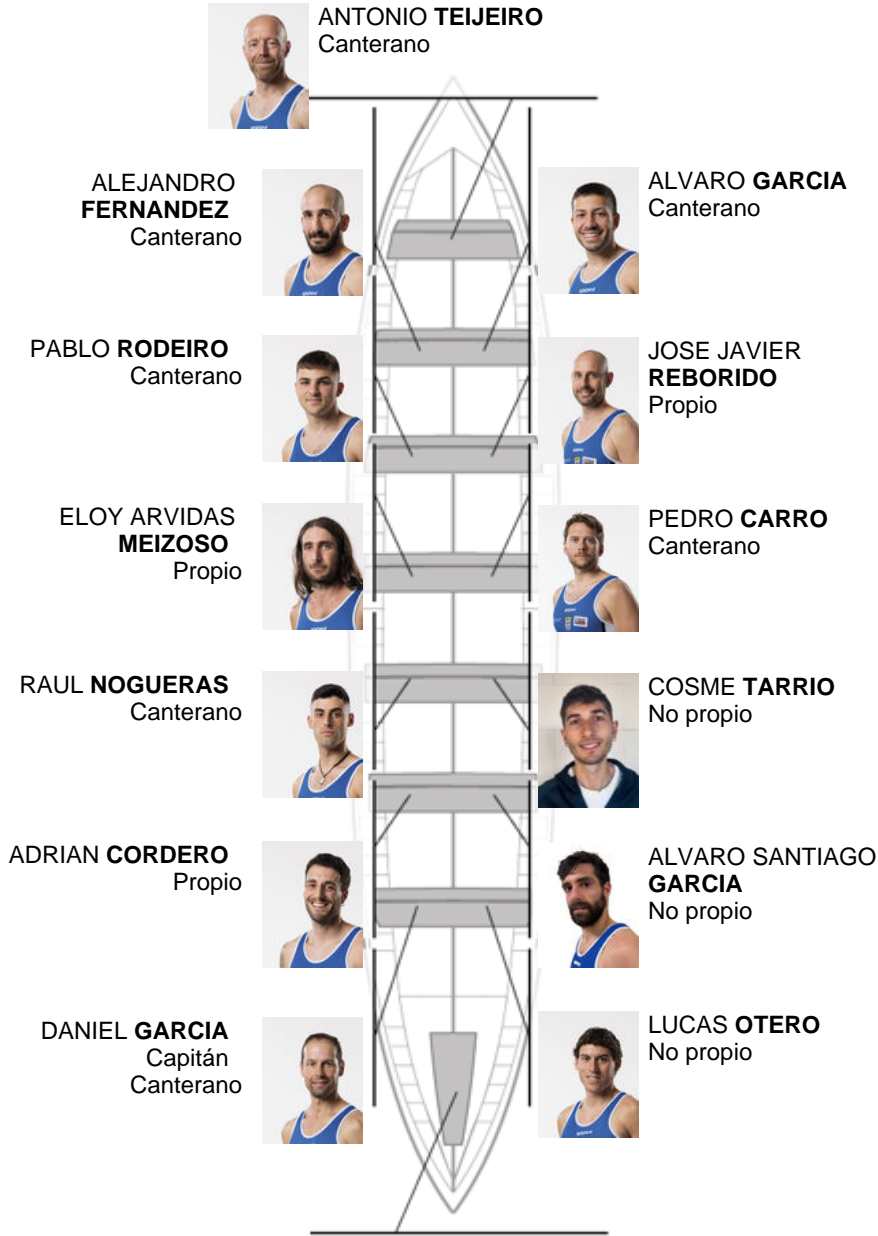 ANTONIO TEIJEIRO
Canterano
ALEJANDRO
FERNANDEZ
Canterano
ALVARO GARCIA
Canterano
PABLO RODEIRO
Canterano
JOSE JAVIER
REBORIDO
Propio
ELOY ARVIDAS
MEIZOSO
Propio
PEDRO CARRO
Canterano
RAUL NOGUERAS
Canterano
COSME TARRIO
No propio
ADRIAN CORDERO
Propio
ALVARO SANTIAGO
GARCIA
No propio
DANIEL GARCIA
Capitán
Canterano
LUCAS OTERO
No propio